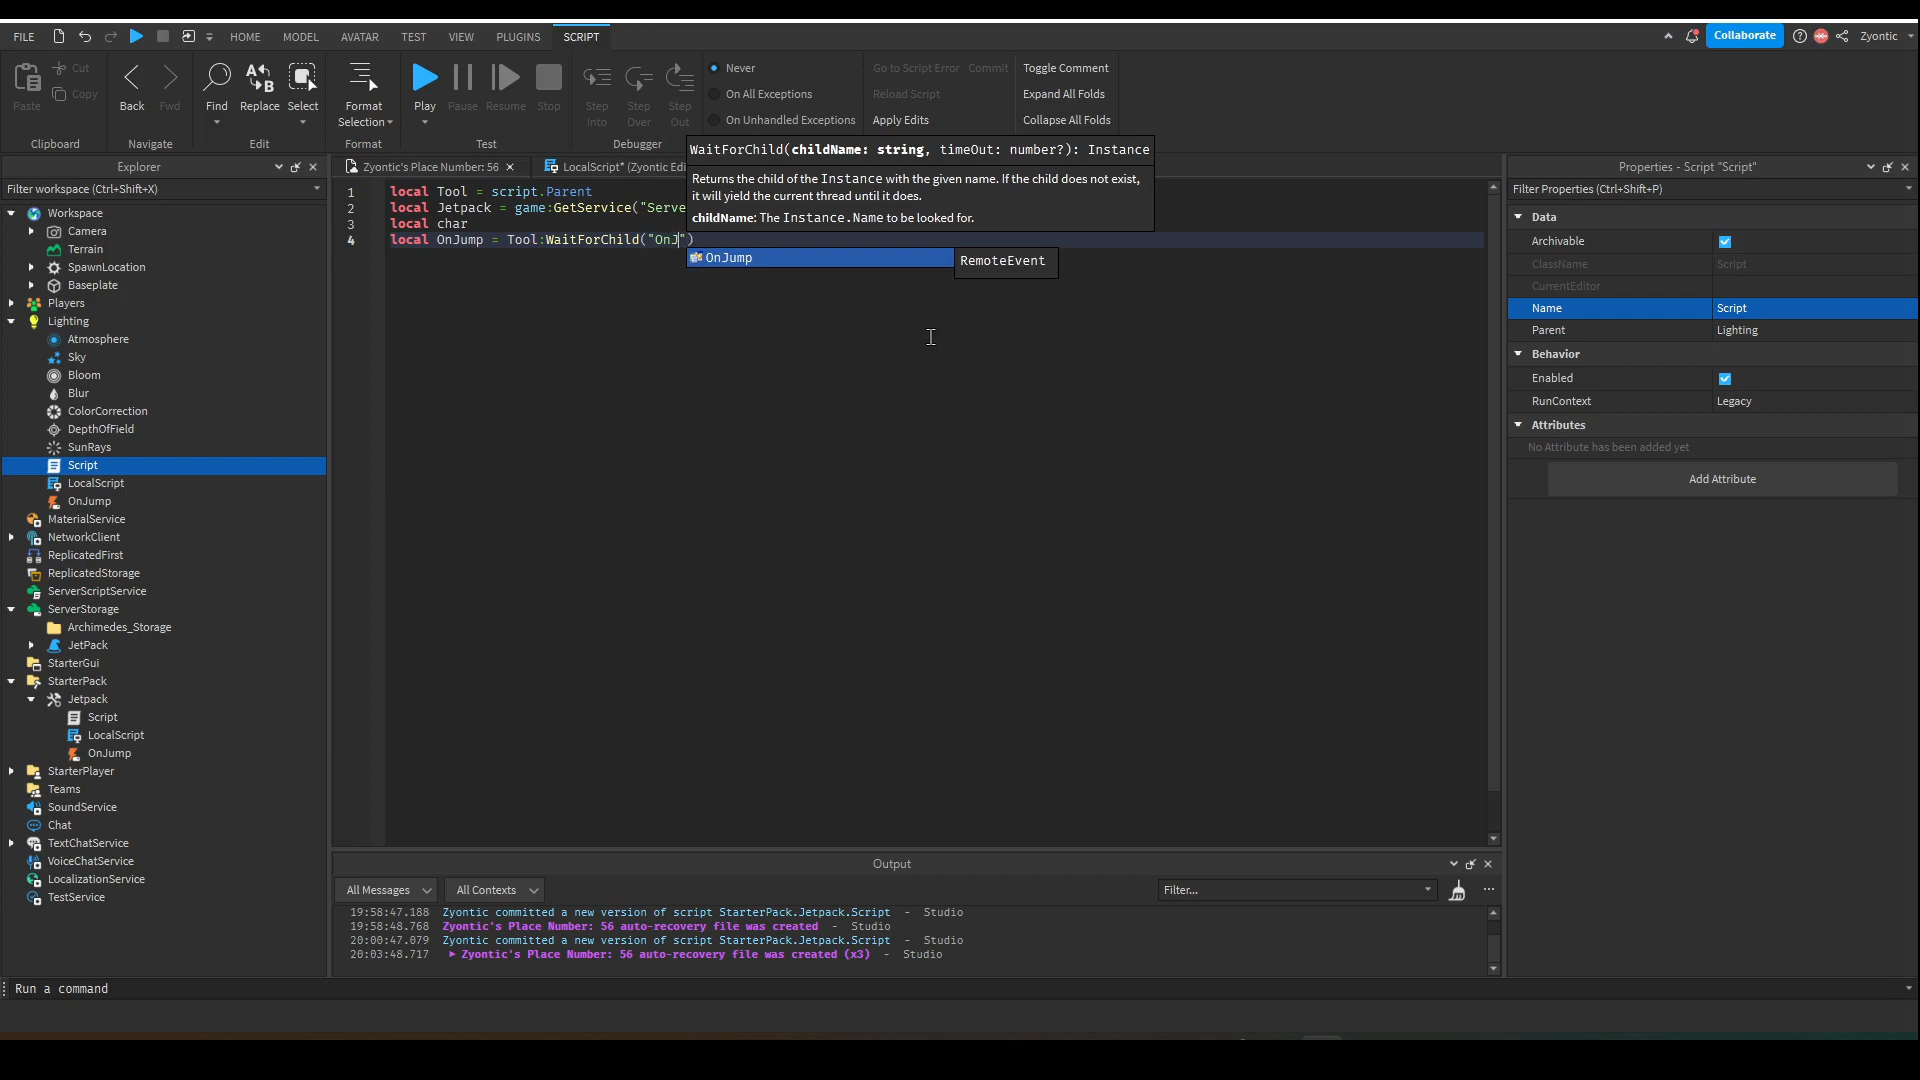 FILE HOME MODEL AVATAR TEST VIEW PLUGINS SCRIPT Collaborate Zyontic
Paste Cut Copy Back Fwd Find Replace Select Format Selection Play Pause Resume Stop Step Into Step Over Step Out
Never Go to Script Error Commit Toggle Comment
On All Exceptions Reload Script Expand All Folds
On Unhandled Exceptions Apply Edits Collapse All Folds
Clipboard Navigate Edit Format Test Debugger
Explorer
Filter workspace (Ctrl+Shift+X)
Workspace
Camera
Terrain
SpawnLocation
Baseplate
Players
Lighting
Atmosphere
Sky
Bloom
Blur
ColorCorrection
DepthOfField
SunRays
Script
LocalScript
OnJump
MaterialService
NetworkClient
ReplicatedFirst
ReplicatedStorage
ServerScriptService
ServerStorage
Archimedes_Storage
JetPack
StarterGui
StarterPack
Jetpack
Script
LocalScript
OnJump
StarterPlayer
Teams
SoundService
Chat
TextChatService
VoiceChatService
LocalizationService
TestService
Zyontic's Place Number: 56 LocalScript* (Zyontic Edi
1 local Tool = script.Parent
2 local Jetpack = game:GetService("Serve
3 local char
4 local OnJump = Tool:WaitForChild("OnJ")
WaitForChild(childName: string, timeOut: number?): Instance
Returns the child of the Instance with the given name. If the child does not exist,
it will yield the current thread until it does.
childName: The Instance.Name to be looked for.
OnJump
RemoteEvent
Output
All Messages All Contexts Filter...
19:58:47.188 Zyontic committed a new version of script StarterPack.Jetpack.Script - Studio
19:58:48.768 Zyontic's Place Number: 56 auto-recovery file was created - Studio
20:00:47.079 Zyontic committed a new version of script StarterPack.Jetpack.Script - Studio
20:03:48.717 Zyontic's Place Number: 56 auto-recovery file was created (x3) - Studio
Properties - Script "Script"
Filter Properties (Ctrl+Shift+P)
Data
Archivable
ClassName Script
CurrentEditor
Name Script
Parent Lighting
Behavior
Enabled
RunContext Legacy
Attributes
No Attribute has been added yet
Add Attribute
Run a command